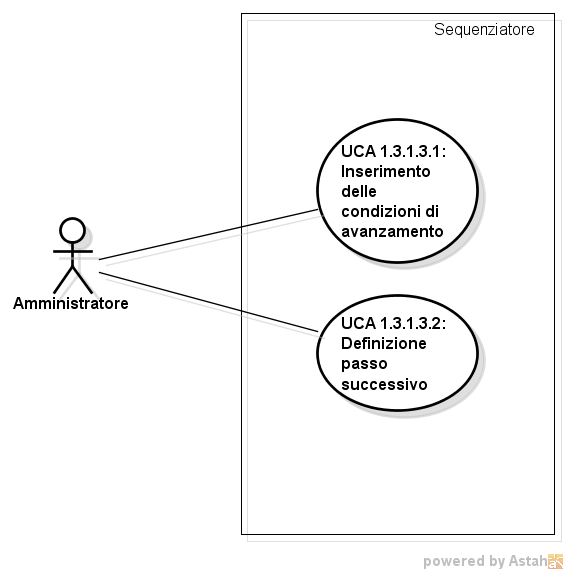 Sequenziatore
UCA 1.3.1.3.1:
Inserimento
delle
condizioni di
avanzamento
Amministratore
UCA 1.3.1.3.2:
Definizione
passo
successivo
powered by Astah